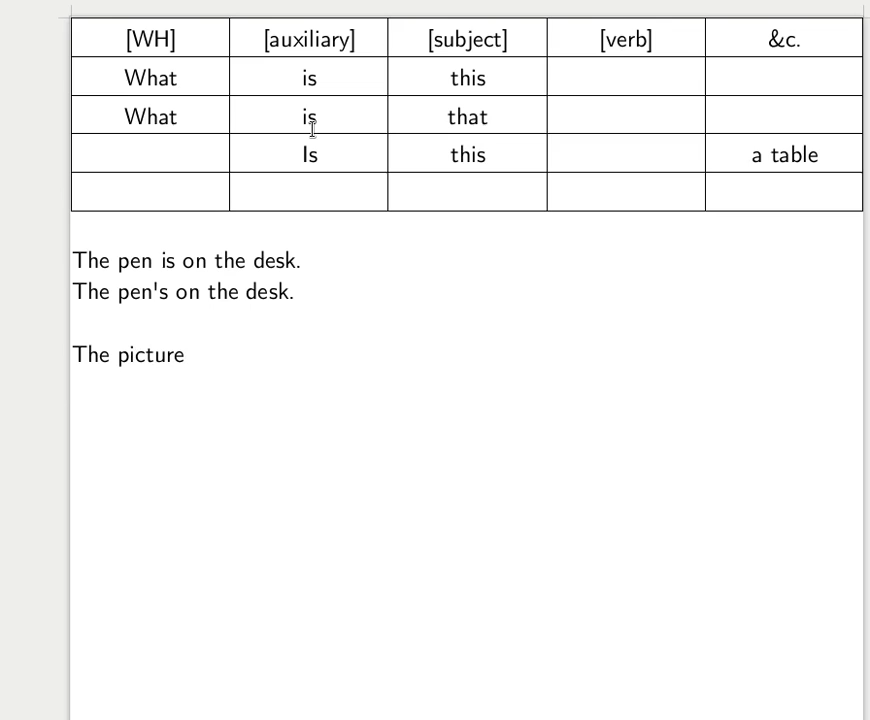 [WH] [auxiliary] [subject] [verb] &c.
What is this
What is that
Is this a table
The pen is on the desk.
The pen's on the desk.
The picture